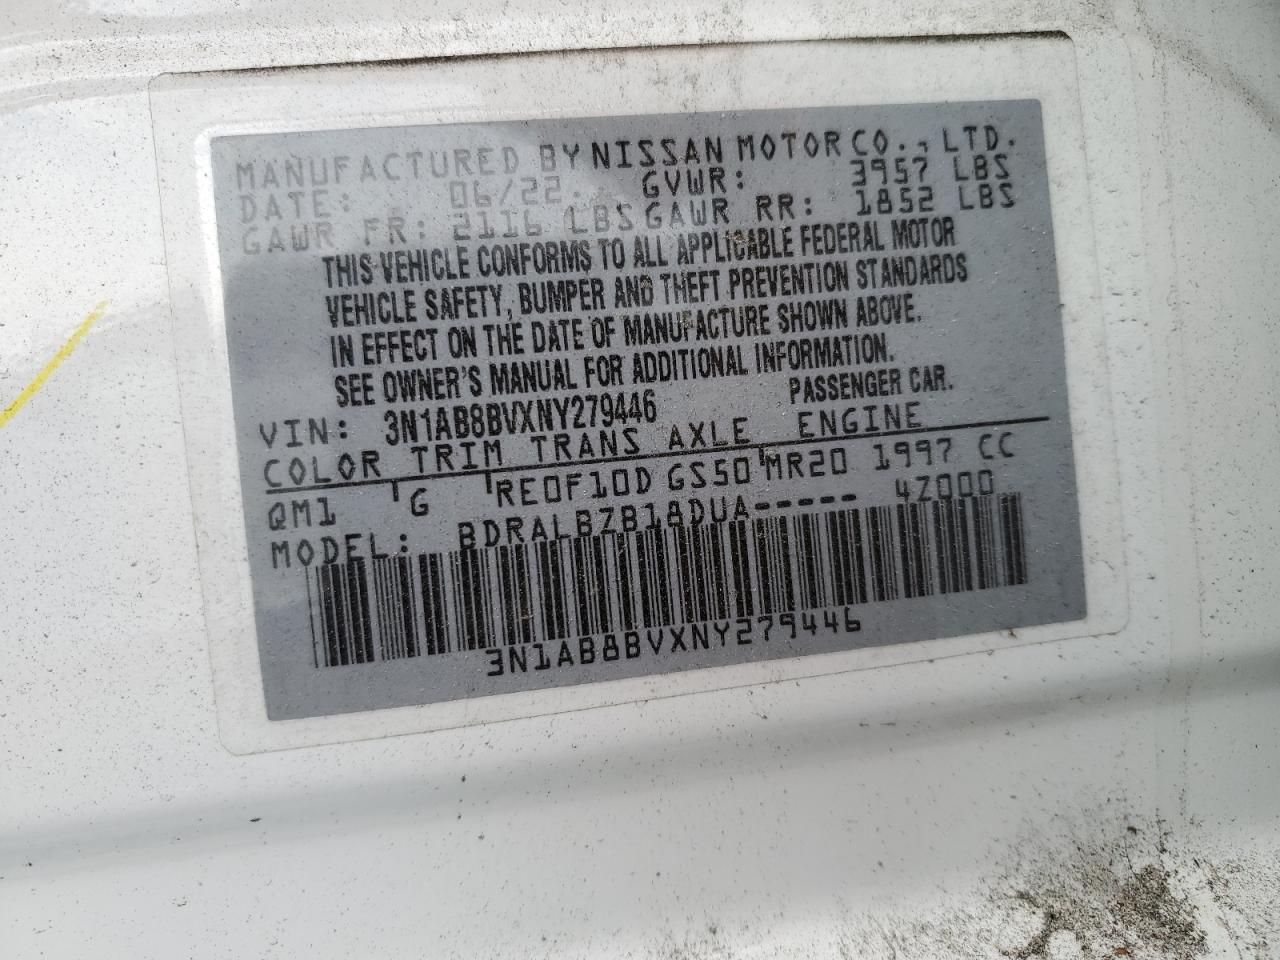 MANUFACTURED BY NISSAN MOTOR CO., LTD.
DATE: 06/22 GVWR: 3957 LBS
GAWR FR: 2116 LBS GAWR RR: 1852 LBS
THIS VEHICLE CONFORMS TO ALL APPLICABLE FEDERAL MOTOR
VEHICLE SAFETY, BUMPER AND THEFT PREVENTION STANDARDS
IN EFFECT ON THE DATE OF MANUFACTURE SHOWN ABOVE.
SEE OWNER'S MANUAL FOR ADDITIONAL INFORMATION.
VIN: 3N1AB8BVXNY279446 PASSENGER CAR.
COLOR TRIM TRANS AXLE ENGINE
QM1 G RE0F10D GS50 MR20 1997 CC
MODEL: BDRALBZB18DUA----- 4Z000
3N1AB8BVXNY279446